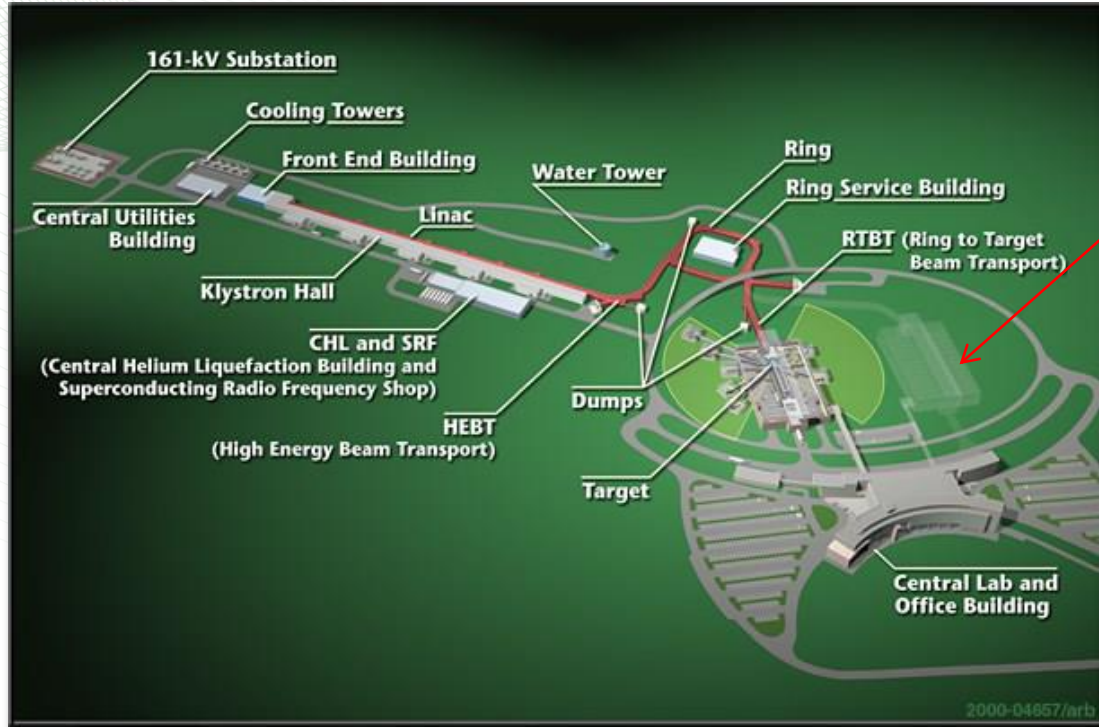 161-kV Substation
Cooling Towers
Front End Building
Water Tower
Ring
Ring Service Building
Central Utilities
Building
Linac
RTBT (Ring to Target
Beam Transport)
Klystron Hall
CHL and SRF
(Central Helium Liquefaction Building and
Superconducting Radio Frequency Shop)
Dumps
HEBT
(High Energy Beam Transport)
Target
Central Lab and
Office Building
2000-04657/arb